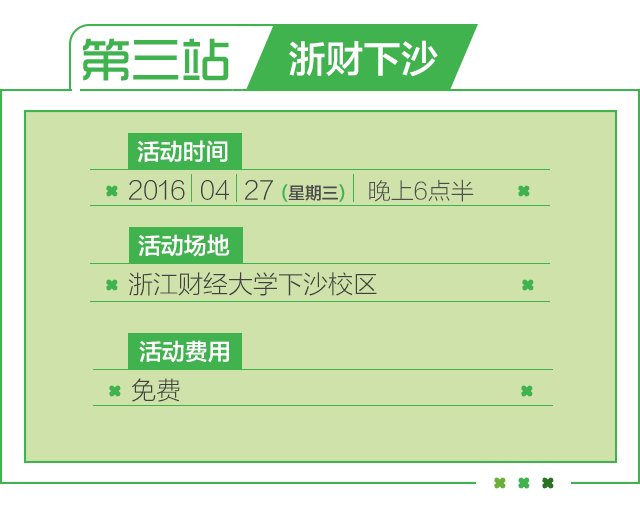 第三站 浙财下沙
活动时间
2016 04 27 (星期三) 晚上6点半
活动场地
浙江财经大学下沙校区
活动费用
免费